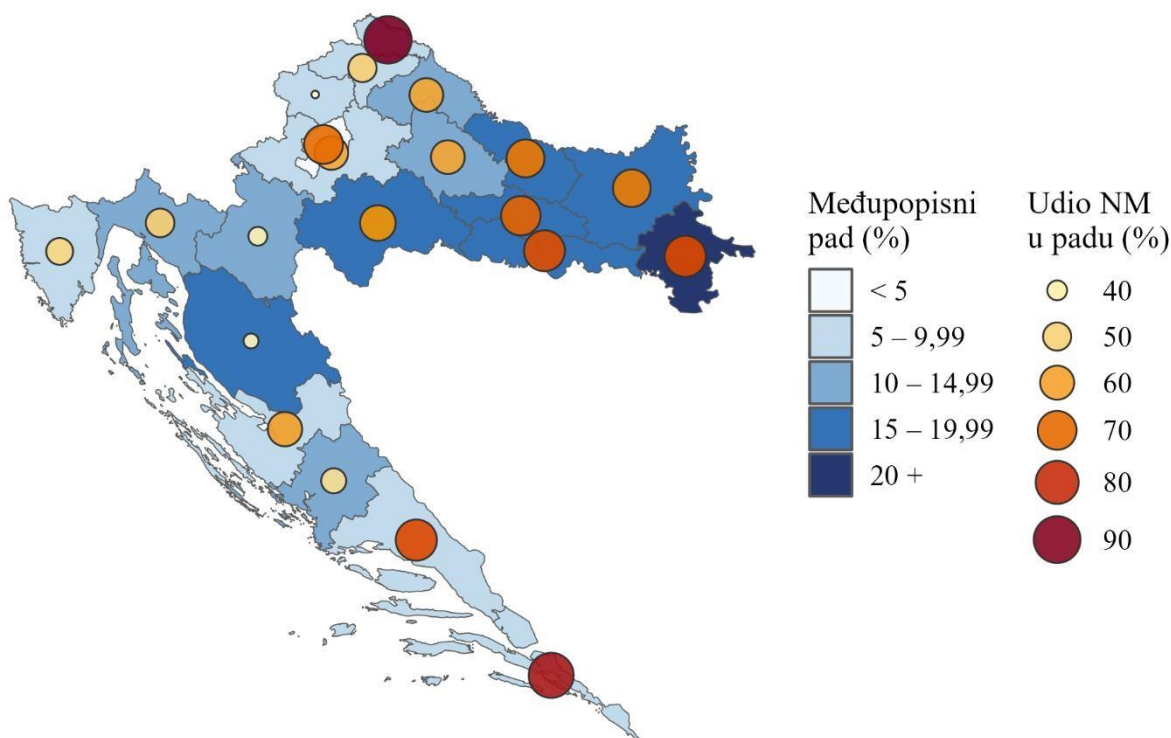 Međupopisni
pad (%)
< 5
5 – 9,99
10 – 14,99
15 – 19,99
20 +
Udio NM
u padu (%)
40
50
60
70
80
90